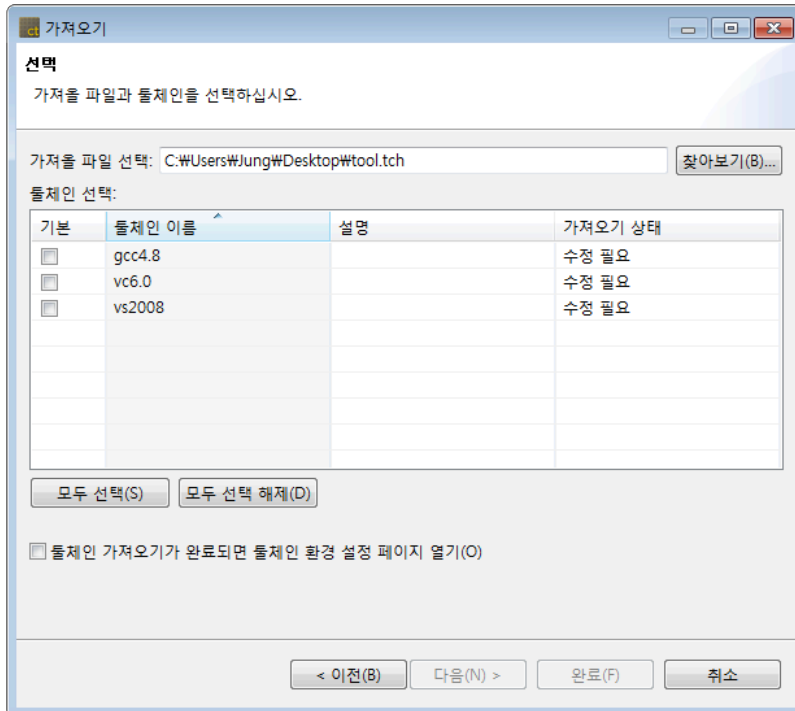 ct 가져오기
선택
가져올 파일과 툴체인을 선택하십시오.
가져올 파일 선택: C:₩Users₩Jung₩Desktop₩tool.tch 찾아보기(B)...
툴체인 선택:
기본 툴체인 이름 설명 가져오기 상태
gcc4.8 수정 필요
vc6.0 수정 필요
vs2008 수정 필요
모두 선택(S) 모두 선택 해제(D)
툴체인 가져오기가 완료되면 툴체인 환경 설정 페이지 열기(O)
< 이전(B) 다음(N) > 완료(F) 취소